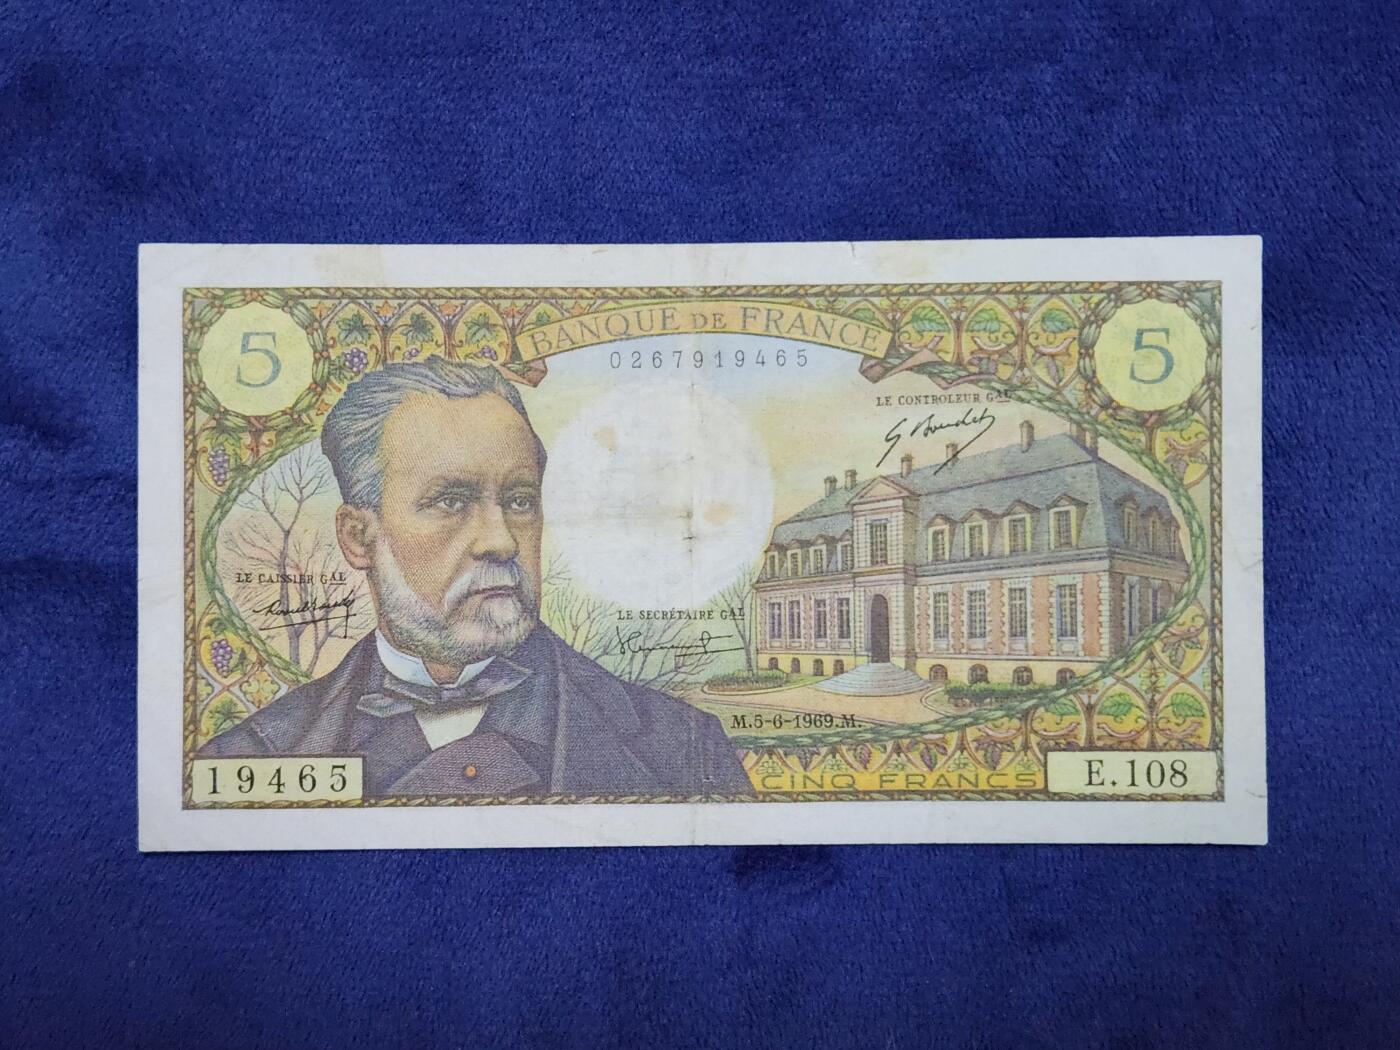 BANQUE DE FRANCE
5
5
0267919465
LE CONTROLEUR GAL
G Bouchet
LE CAISSIER GAL
LE SECRÉTAIRE GAL
M.5-6-1969.M.
19465
CINQ FRANCS
E.108